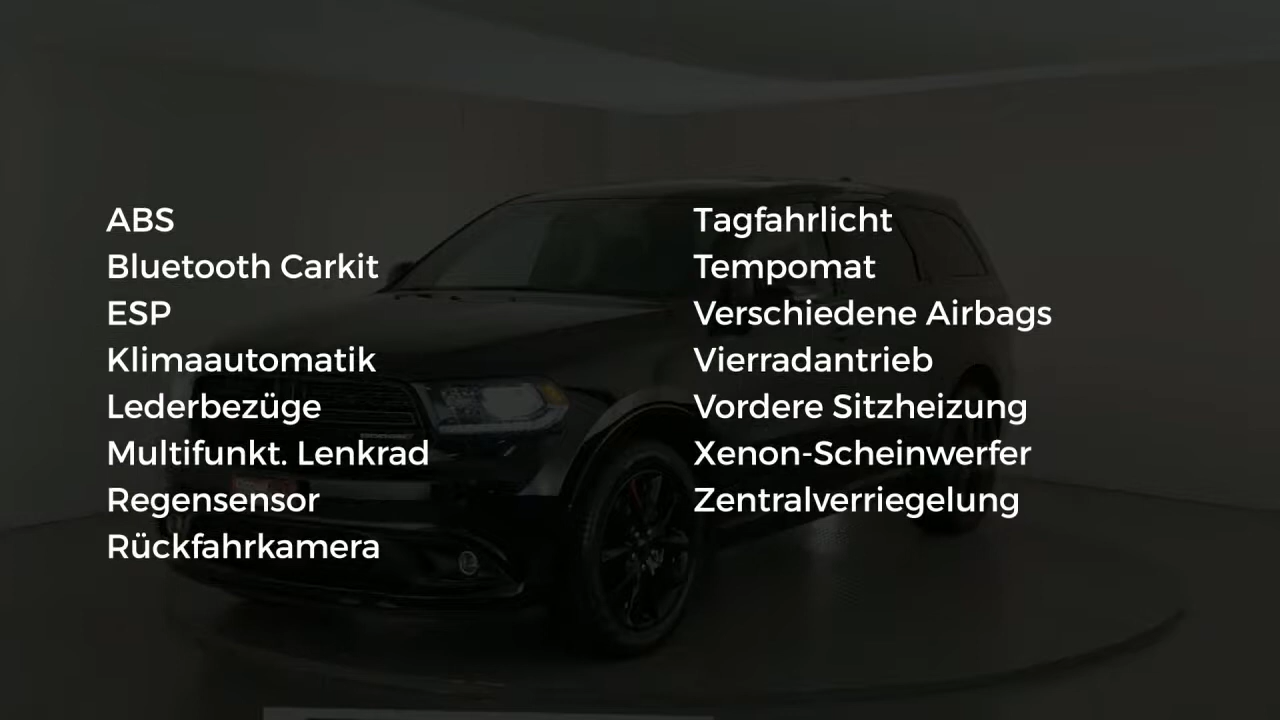 ABS
Bluetooth Carkit
ESP
Klimaautomatik
Lederbezüge
Multifunkt. Lenkrad
Regensensor
Rückfahrkamera
Tagfahrlicht
Tempomat
Verschiedene Airbags
Vierradantrieb
Vordere Sitzheizung
Xenon-Scheinwerfer
Zentralverriegelung